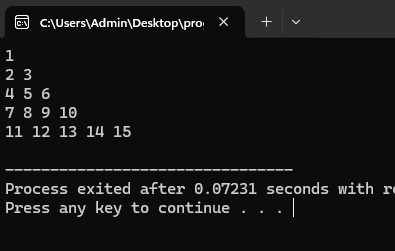 C:\Users\Admin\Desktop\pro
1
2 3
4 5 6
7 8 9 10
11 12 13 14 15
--------------------------------
Process exited after 0.07231 seconds with
Press any key to continue . . .